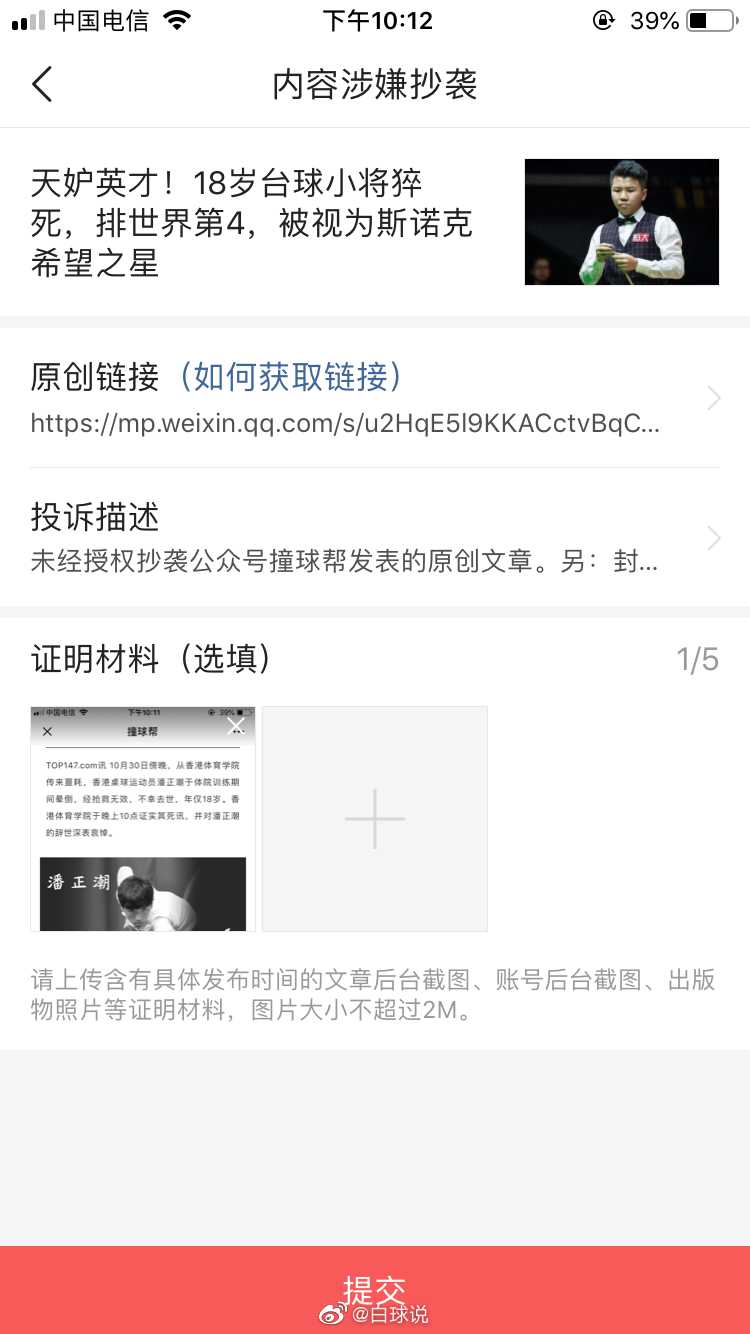 中国电信
下午10:12
39%
内容涉嫌抄袭
天妒英才！18岁台球小将猝
死，排世界第4，被视为斯诺克
希望之星
原创链接（如何获取链接）
https://mp.weixin.qq.com/s/u2HqE5l9KKACctvBqC...
投诉描述
未经授权抄袭公众号撞球帮发表的原创文章。另：封...
证明材料（选填）
1/5
中国电信
下午10:11
39%
撞球帮
TOP147.com讯 10月30日傍晚，从香港体育学院
传来噩耗，香港桌球运动员潘正潮于体院训练期
间晕倒，经抢救无效，不幸去世，年仅18岁。香
港体育学院于晚上10点证实其死讯，并对潘正潮
的辞世深表哀悼。
潘正潮
请上传含有具体发布时间的文章后台截图、账号后台截图、出版
物照片等证明材料，图片大小不超过2M。
提交
@白球说